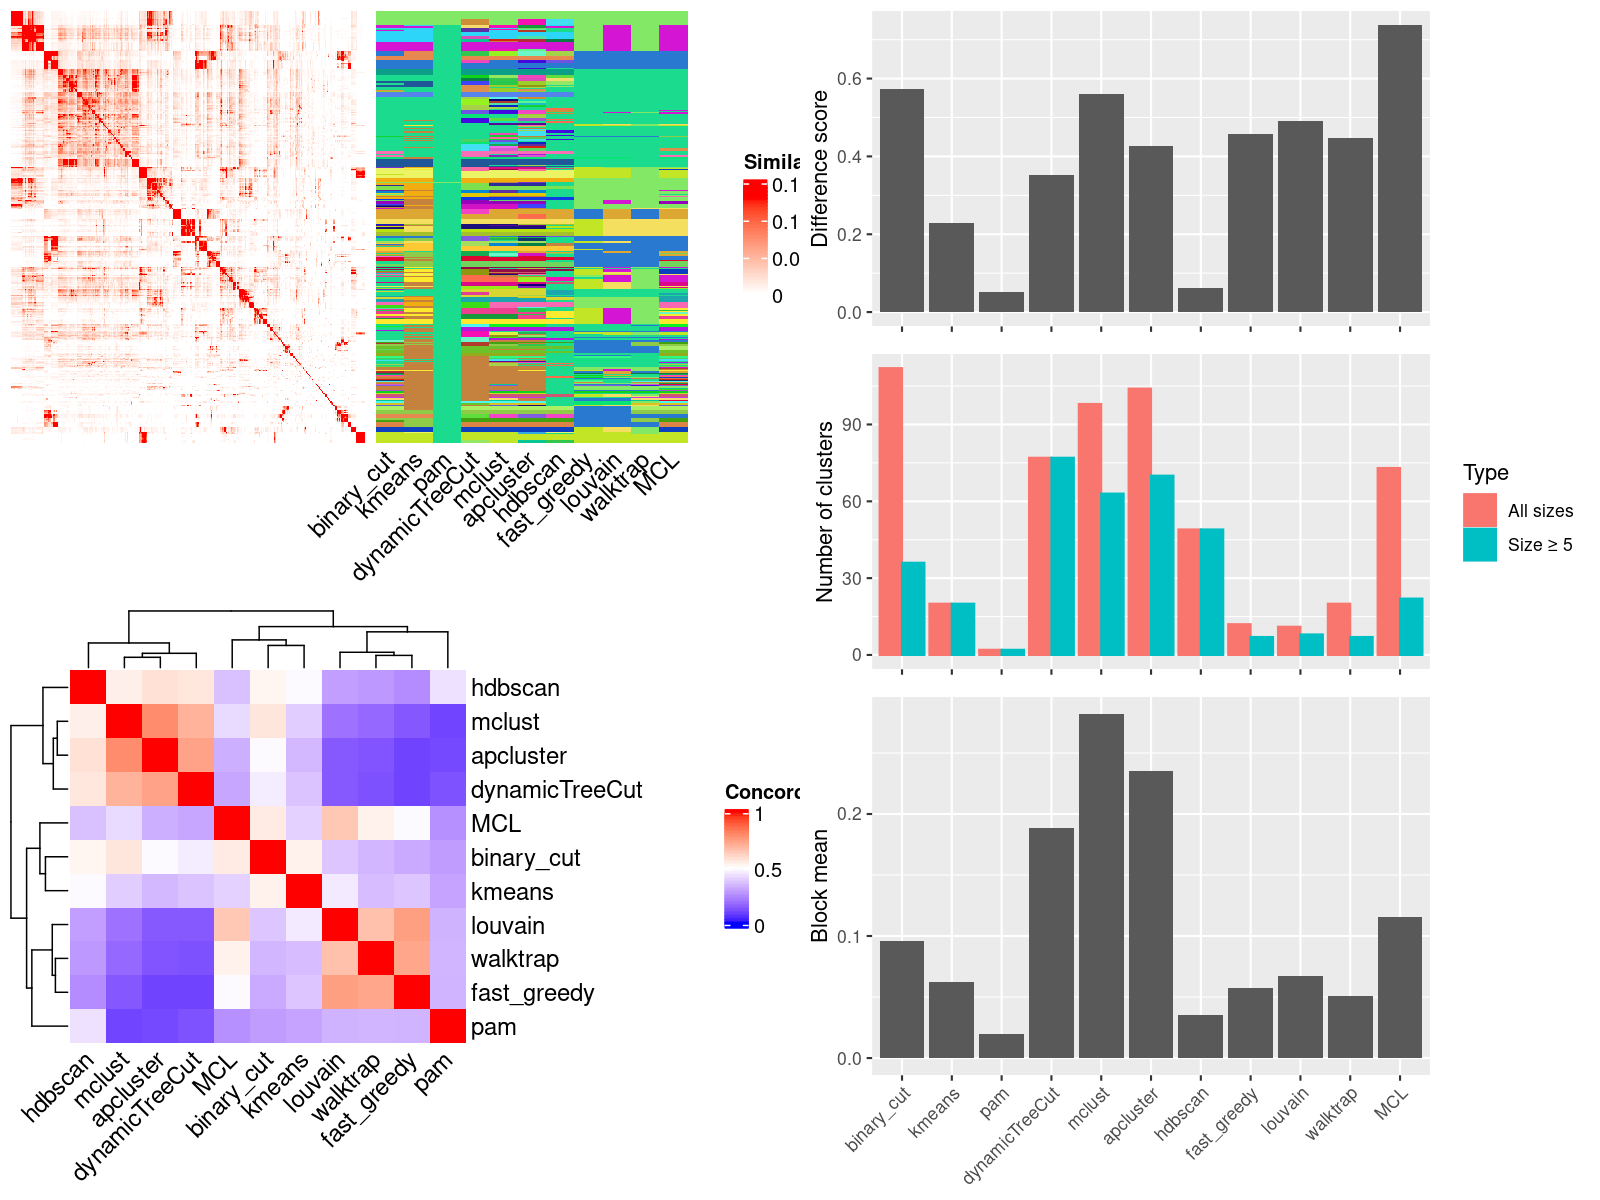 Simila
0.1
0.1
0.0
0
binary_cut
kmeans
pam
dynamicTreeCut
mclust
apcluster
hdbscan
fast_greedy
louvain
walktrap
MCL
hdbscan
mclust
apcluster
dynamicTreeCut
MCL
binary_cut
kmeans
louvain
walktrap
fast_greedy
pam
hdbscan
mclust
apcluster
dynamicTreeCut
MCL
binary_cut
kmeans
louvain
walktrap
fast_greedy
pam
Concord
1
0.5
0
Difference score
0.6
0.4
0.2
0.0
Number of clusters
90
60
30
0
Type
All sizes
Size ≥ 5
Block mean
0.2
0.1
0.0
binary_cut
kmeans
pam
dynamicTreeCut
mclust
apcluster
hdbscan
fast_greedy
louvain
walktrap
MCL